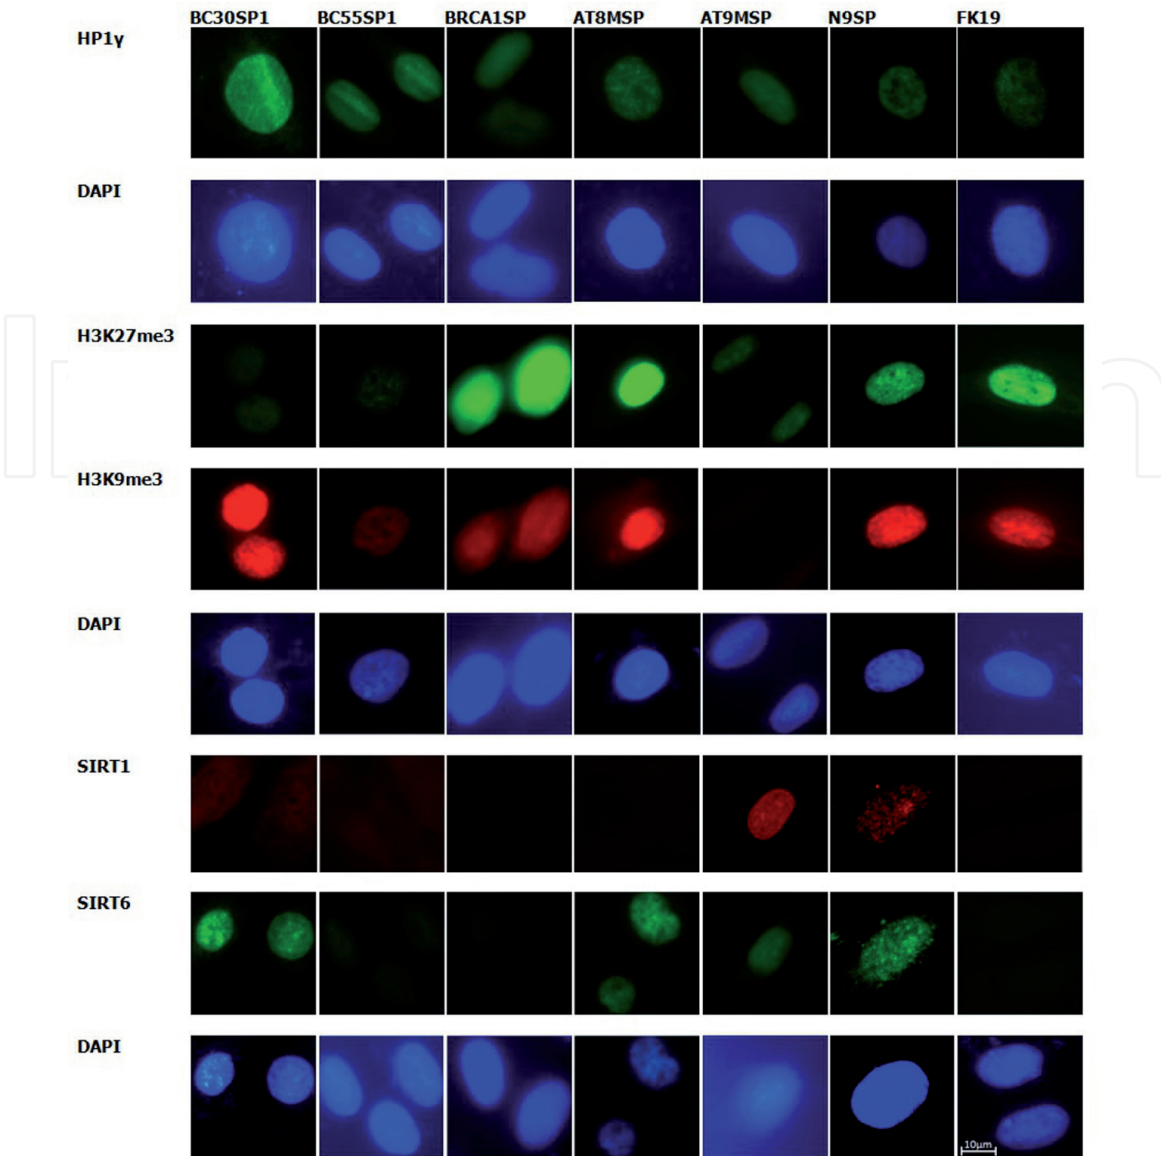 BC30SP1 BC55SP1 BRCA1SP AT8MSP AT9MSP N9SP FK19
HP1γ
DAPI
H3K27me3
H3K9me3
DAPI
SIRT1
SIRT6
DAPI
10μm